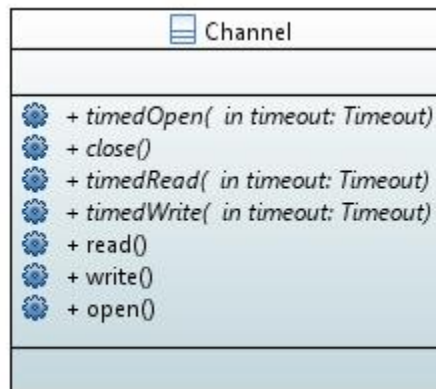 Channel
+ timedOpen( in timeout: Timeout)
+ close()
+ timedRead( in timeout: Timeout)
+ timedWrite( in timeout: Timeout)
+ read()
+ write()
+ open()